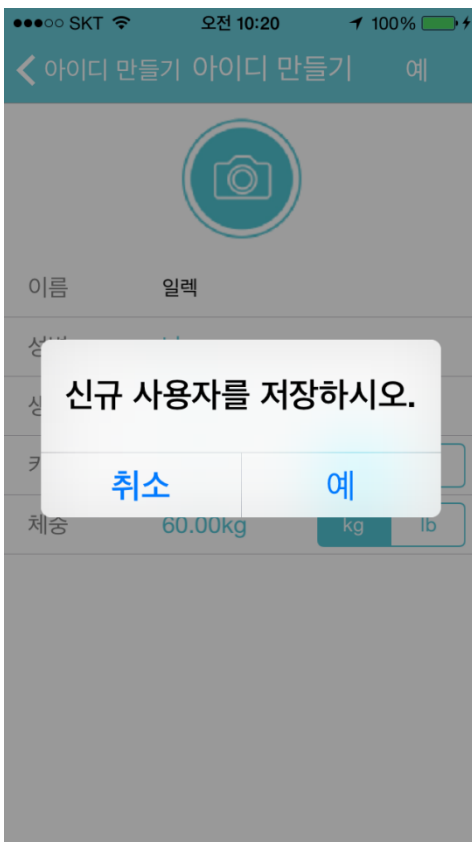 SKT 오전 10:20 100%
아이디 만들기 아이디 만들기 예
이름 일렉
신규 사용자를 저장하시오.
취소 예
체중 60.00kg kg lb